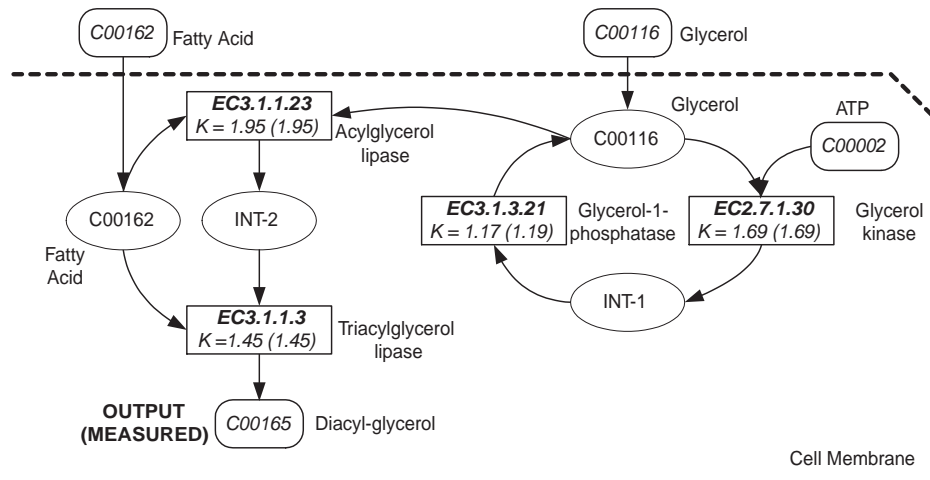 C00162 Fatty Acid
C00116 Glycerol
EC3.1.1.23
K = 1.95 (1.95)
Acylglycerol
lipase
Glycerol
C00116
ATP
C00002
C00162
Fatty
Acid
INT-2
EC3.1.3.21
K = 1.17 (1.19)
Glycerol-1-
phosphatase
EC2.7.1.30
K = 1.69 (1.69)
Glycerol
kinase
INT-1
EC3.1.1.3
K =1.45 (1.45)
Triacylglycerol
lipase
OUTPUT
(MEASURED)
C00165
Diacyl-glycerol
Cell Membrane